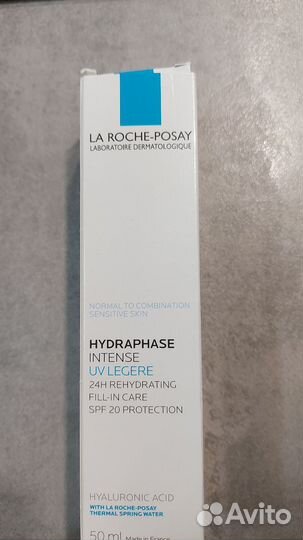 LA ROCHE-POSAY
LABORATOIRE DERMATOLOGIQUE
NORMAL TO COMBINATION
SENSITIVE SKIN
HYDRAPHASE
INTENSE
UV LEGERE
24H REHYDRATING
FILL-IN CARE
SPF 20 PROTECTION
HYALURONIC ACID
WITH LA ROCHE-POSAY
THERMAL SPRING WATER
50 ml Made in France
Avito